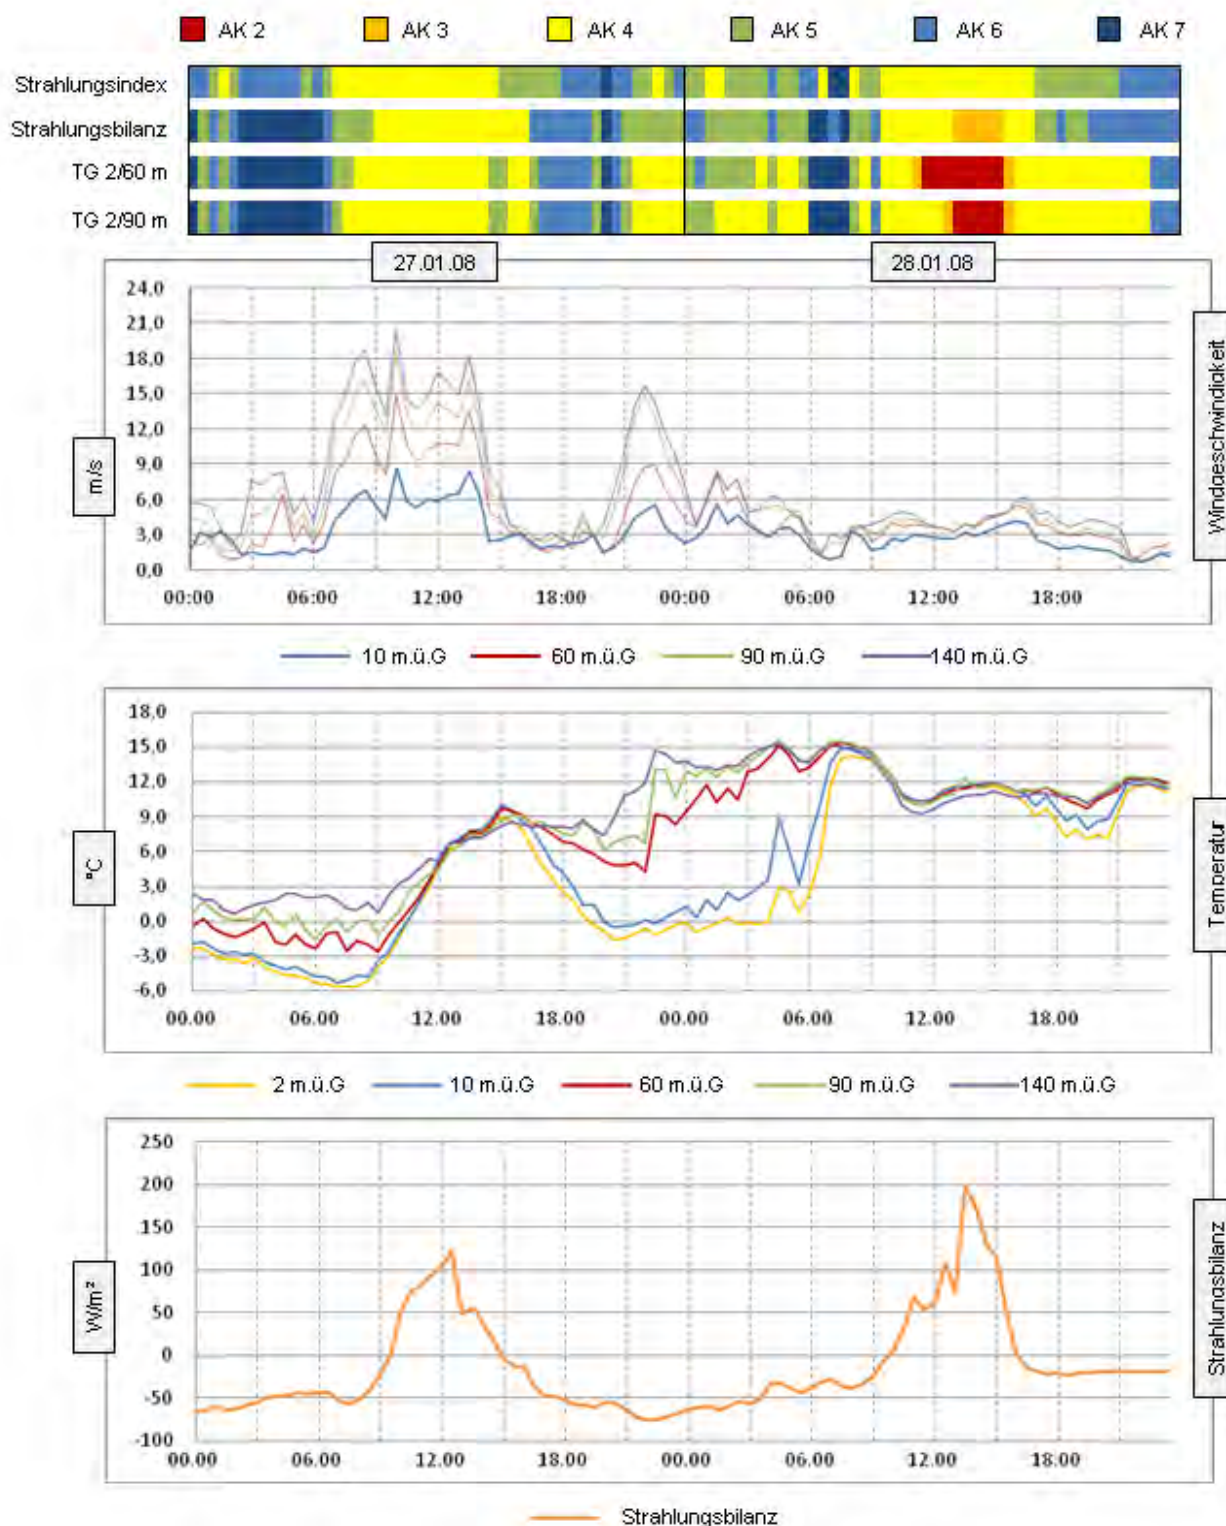 AK 2 AK 3 AK 4 AK 5 AK 6 AK 7
Strahlungsindex
Strahlungsbilanz
TG 2/60 m
TG 2/90 m
27.01.08 28.01.08
24,0
21,0
18,0
15,0
12,0
9,0
6,0
3,0
0,0
m/s
Windgeschwindigkeit
00:00 06:00 12:00 18:00 00:00 06:00 12:00 18:00
10 m.ü.G 60 m.ü.G 90 m.ü.G 140 m.ü.G
18,0
15,0
12,0
9,0
6,0
3,0
0,0
-3,0
-6,0
°C
Temperatur
00.00 06.00 12.00 18.00 00.00 06.00 12.00 18.00
2 m.ü.G 10 m.ü.G 60 m.ü.G 90 m.ü.G 140 m.ü.G
250
200
150
100
50
0
-50
-100
W/m²
Strahlungsbilanz
00.00 06.00 12.00 18.00 00.00 06.00 12.00 18.00
Strahlungsbilanz